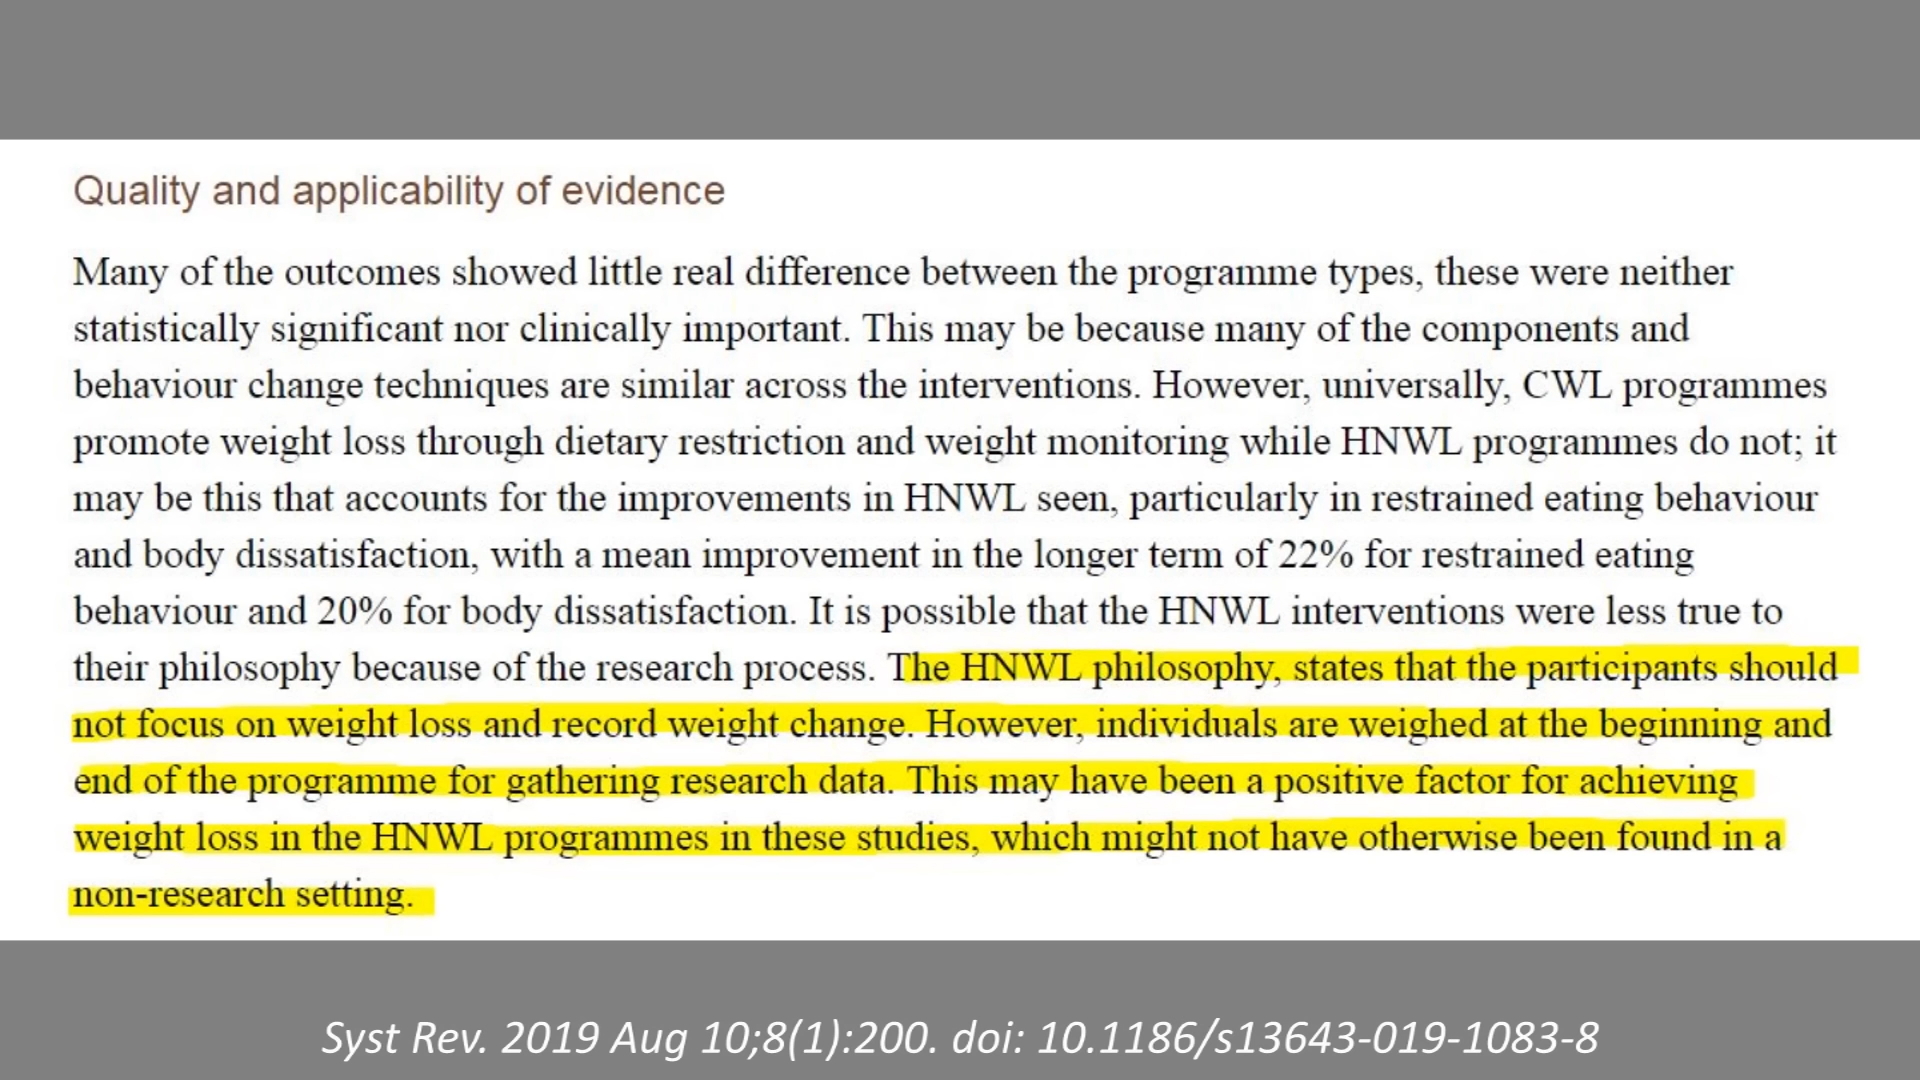 Quality and applicability of evidence
Many of the outcomes showed little real difference between the programme types, these were neither
statistically significant nor clinically important. This may be because many of the components and
behaviour change techniques are similar across the interventions. However, universally, CWL programmes
promote weight loss through dietary restriction and weight monitoring while HNWL programmes do not; it
may be this that accounts for the improvements in HNWL seen, particularly in restrained eating behaviour
and body dissatisfaction, with a mean improvement in the longer term of 22% for restrained eating
behaviour and 20% for body dissatisfaction. It is possible that the HNWL interventions were less true to
their philosophy because of the research process. The HNWL philosophy, states that the participants should
not focus on weight loss and record weight change. However, individuals are weighed at the beginning and
end of the programme for gathering research data. This may have been a positive factor for achieving
weight loss in the HNWL programmes in these studies, which might not have otherwise been found in a
non-research setting.
Syst Rev. 2019 Aug 10;8(1):200. doi: 10.1186/s13643-019-1083-8